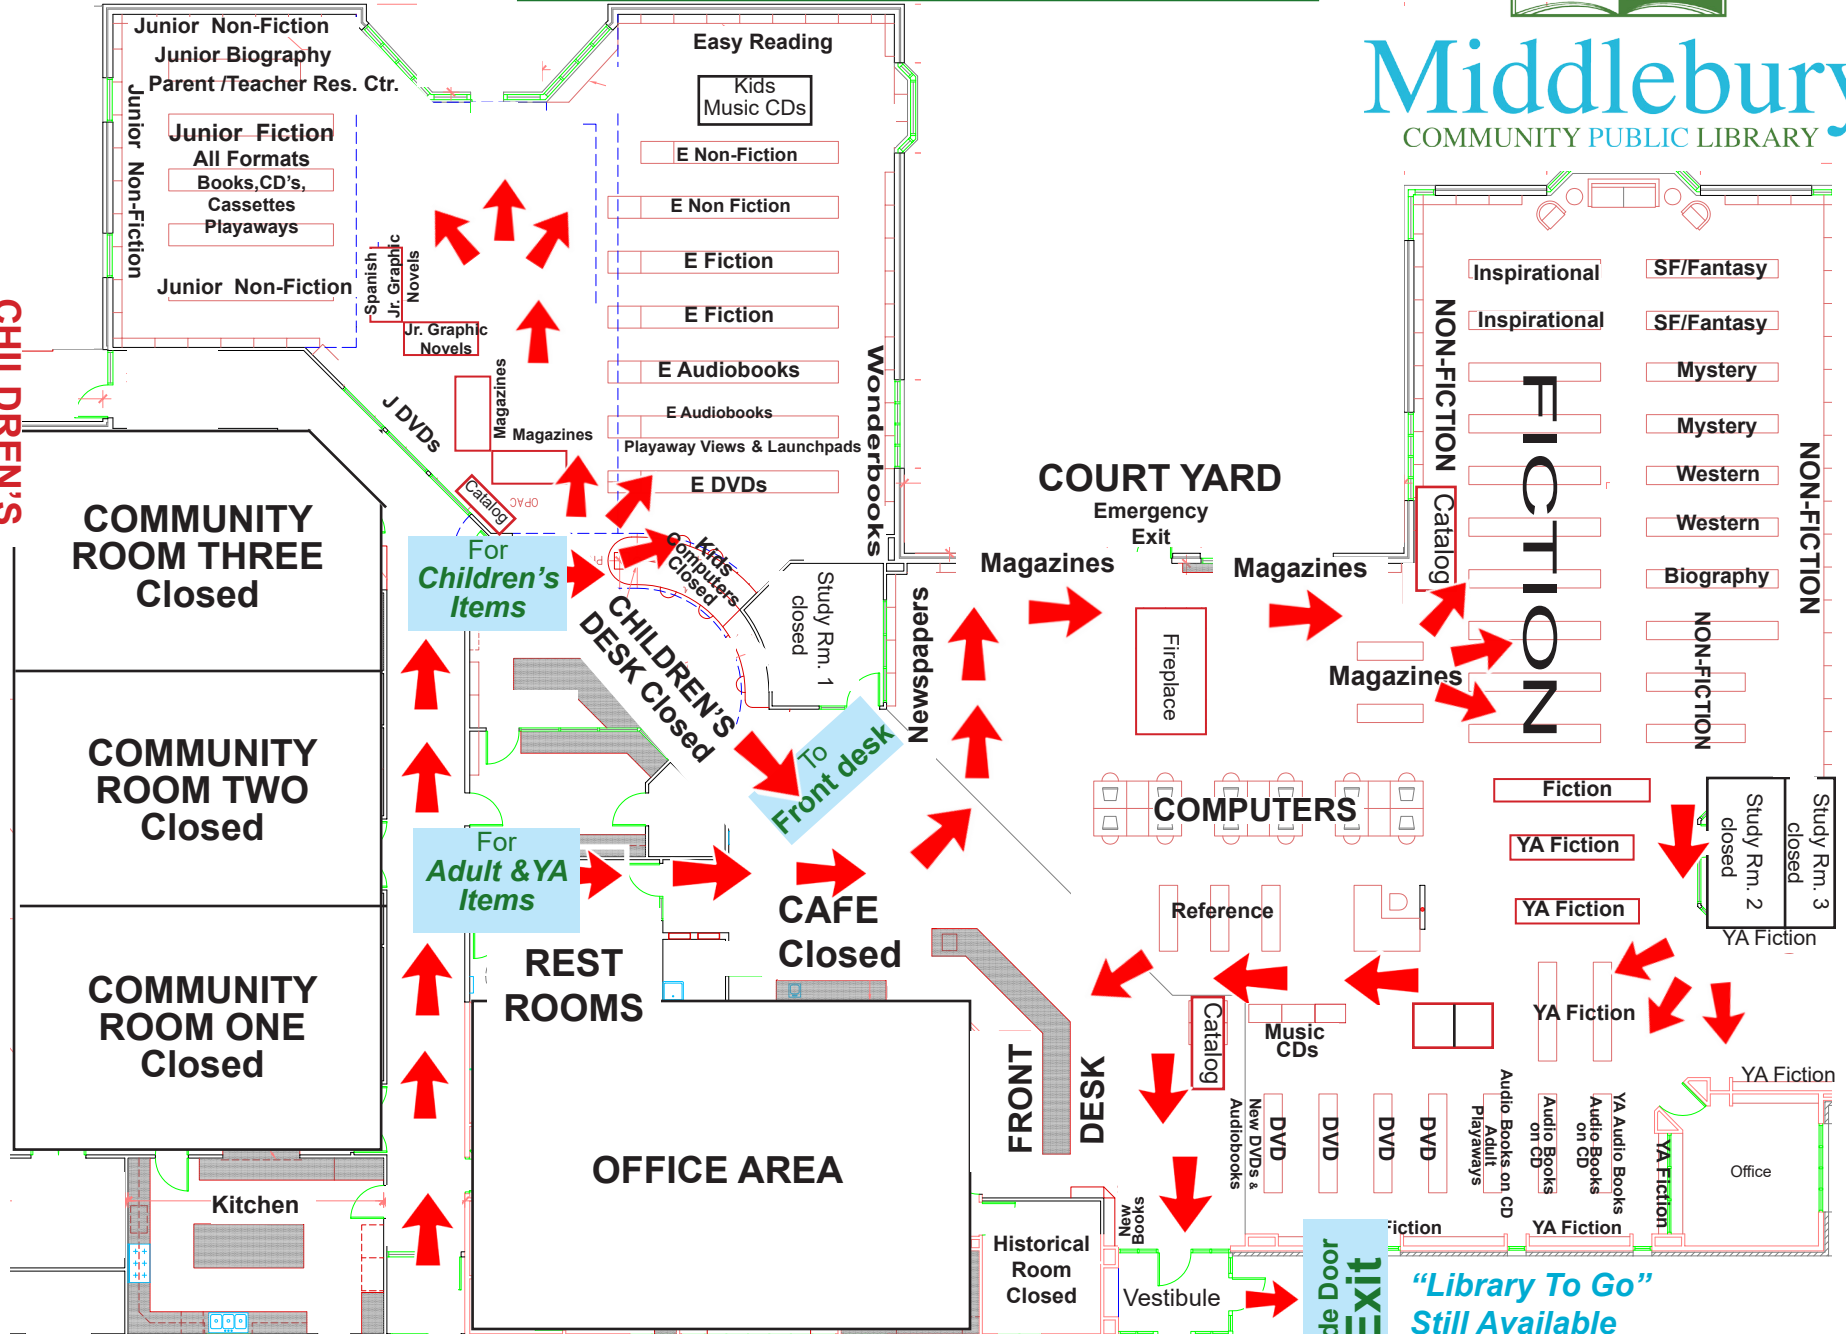 Junior Non-Fiction
Junior Biography
Parent /Teacher Res. Ctr.
Junior Non-Fiction
Junior Fiction
All Formats
Books,CD's,
Cassettes
Playaways
Junior Non-Fiction
Spanish
Jr. Graphic
Novels
Jr. Graphic
Novels
Magazines
Magazines
J DVDs
Catalog
OPAC
Easy Reading
Kids
Music CDs
E Non-Fiction
E Non Fiction
E Fiction
E Fiction
E Audiobooks
E Audiobooks
Playaway Views & Launchpads
E DVDs
Wonderbooks
Middlebury
COMMUNITY PUBLIC LIBRARY
CHILDREN'S
COMMUNITY
ROOM THREE
Closed
COMMUNITY
ROOM TWO
Closed
COMMUNITY
ROOM ONE
Closed
For
Children's
Items
Kids
Computers
Closed
CHILDREN'S
DESK Closed
Study Rm. 1
closed
To
Front desk
Newspapers
For
Adult &YA
Items
CAFE
Closed
REST
ROOMS
OFFICE AREA
Kitchen
COURT YARD
Emergency
Exit
Magazines
Magazines
Magazines
Fireplace
COMPUTERS
Reference
FRONT
DESK
Catalog
Music
CDs
New DVDs &
Audiobooks
DVD
DVD
DVD
DVD
Audio Books on CD
Adult
Playaways
Audio Books
on CD
YA Audio Books
Audio Books
on CD
YA Fiction
Office
Fiction
YA Fiction
New
Books
Historical
Room
Closed
Vestibule
de Door
Exit
"Library To Go"
Still Available
NON-FICTION
Catalog
Inspirational
Inspirational
FICTION
SF/Fantasy
SF/Fantasy
Mystery
Mystery
Western
Western
Biography
NON-FICTION
NON-FICTION
Fiction
YA Fiction
YA Fiction
Study Rm. 2
closed
Study Rm. 3
closed
YA Fiction
YA Fiction
YA Fiction